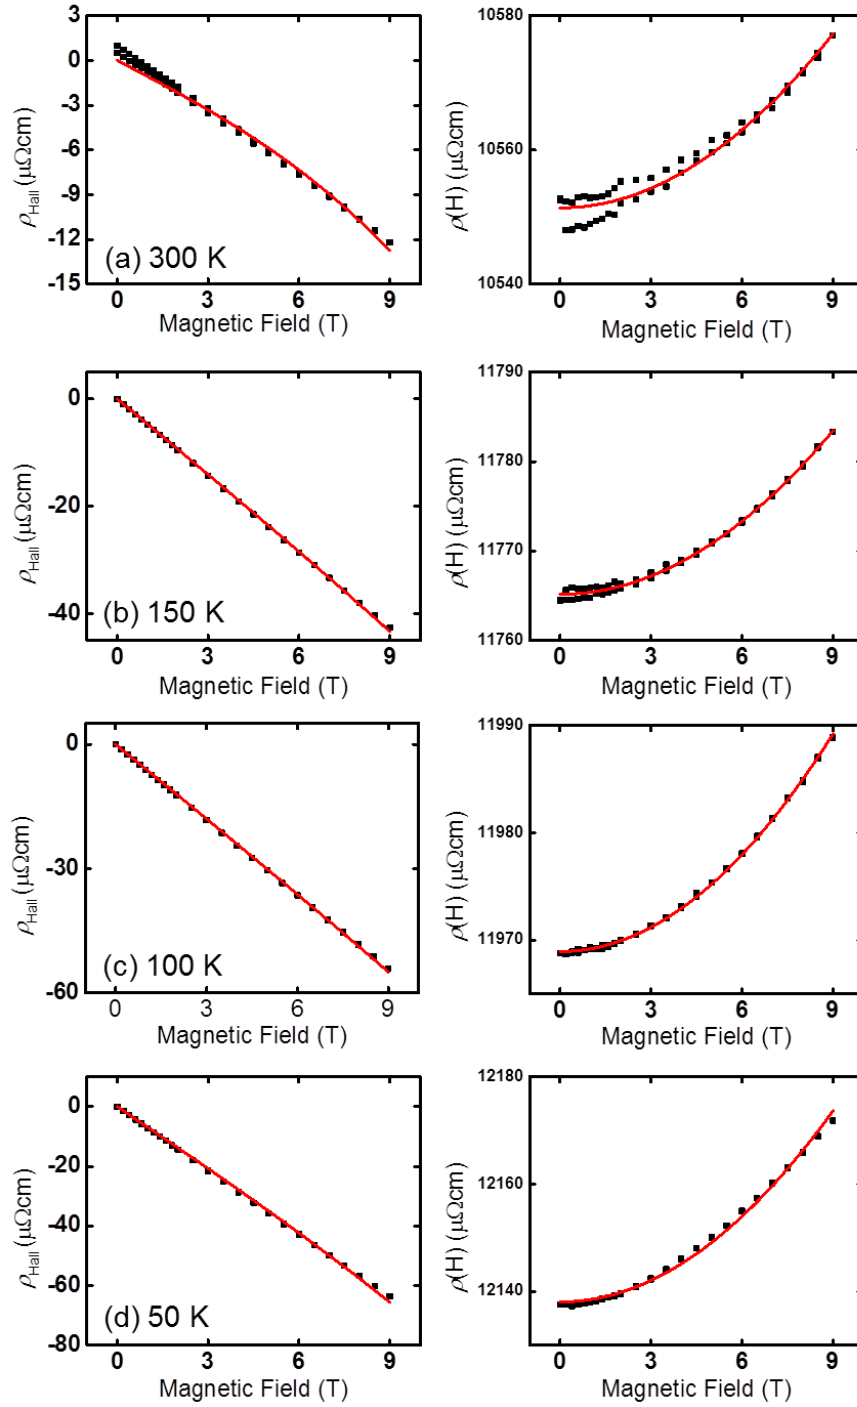 3
0
-3
-6
-9
-12
-15
ρHall (μΩcm)
(a) 300 K
0 3 6 9
Magnetic Field (T)
10580
10560
10540
ρ(H) (μΩcm)
0 3 6 9
Magnetic Field (T)
0
-20
-40
ρHall (μΩcm)
(b) 150 K
0 3 6 9
Magnetic Field (T)
11790
11780
11770
11760
ρ(H) (μΩcm)
0 3 6 9
Magnetic Field (T)
0
-30
-60
ρHall (μΩcm)
(c) 100 K
0 3 6 9
Magnetic Field (T)
11990
11980
11970
ρ(H) (μΩcm)
0 3 6 9
Magnetic Field (T)
0
-20
-40
-60
-80
ρHall (μΩcm)
(d) 50 K
0 3 6 9
Magnetic Field (T)
12180
12160
12140
ρ(H) (μΩcm)
0 3 6 9
Magnetic Field (T)